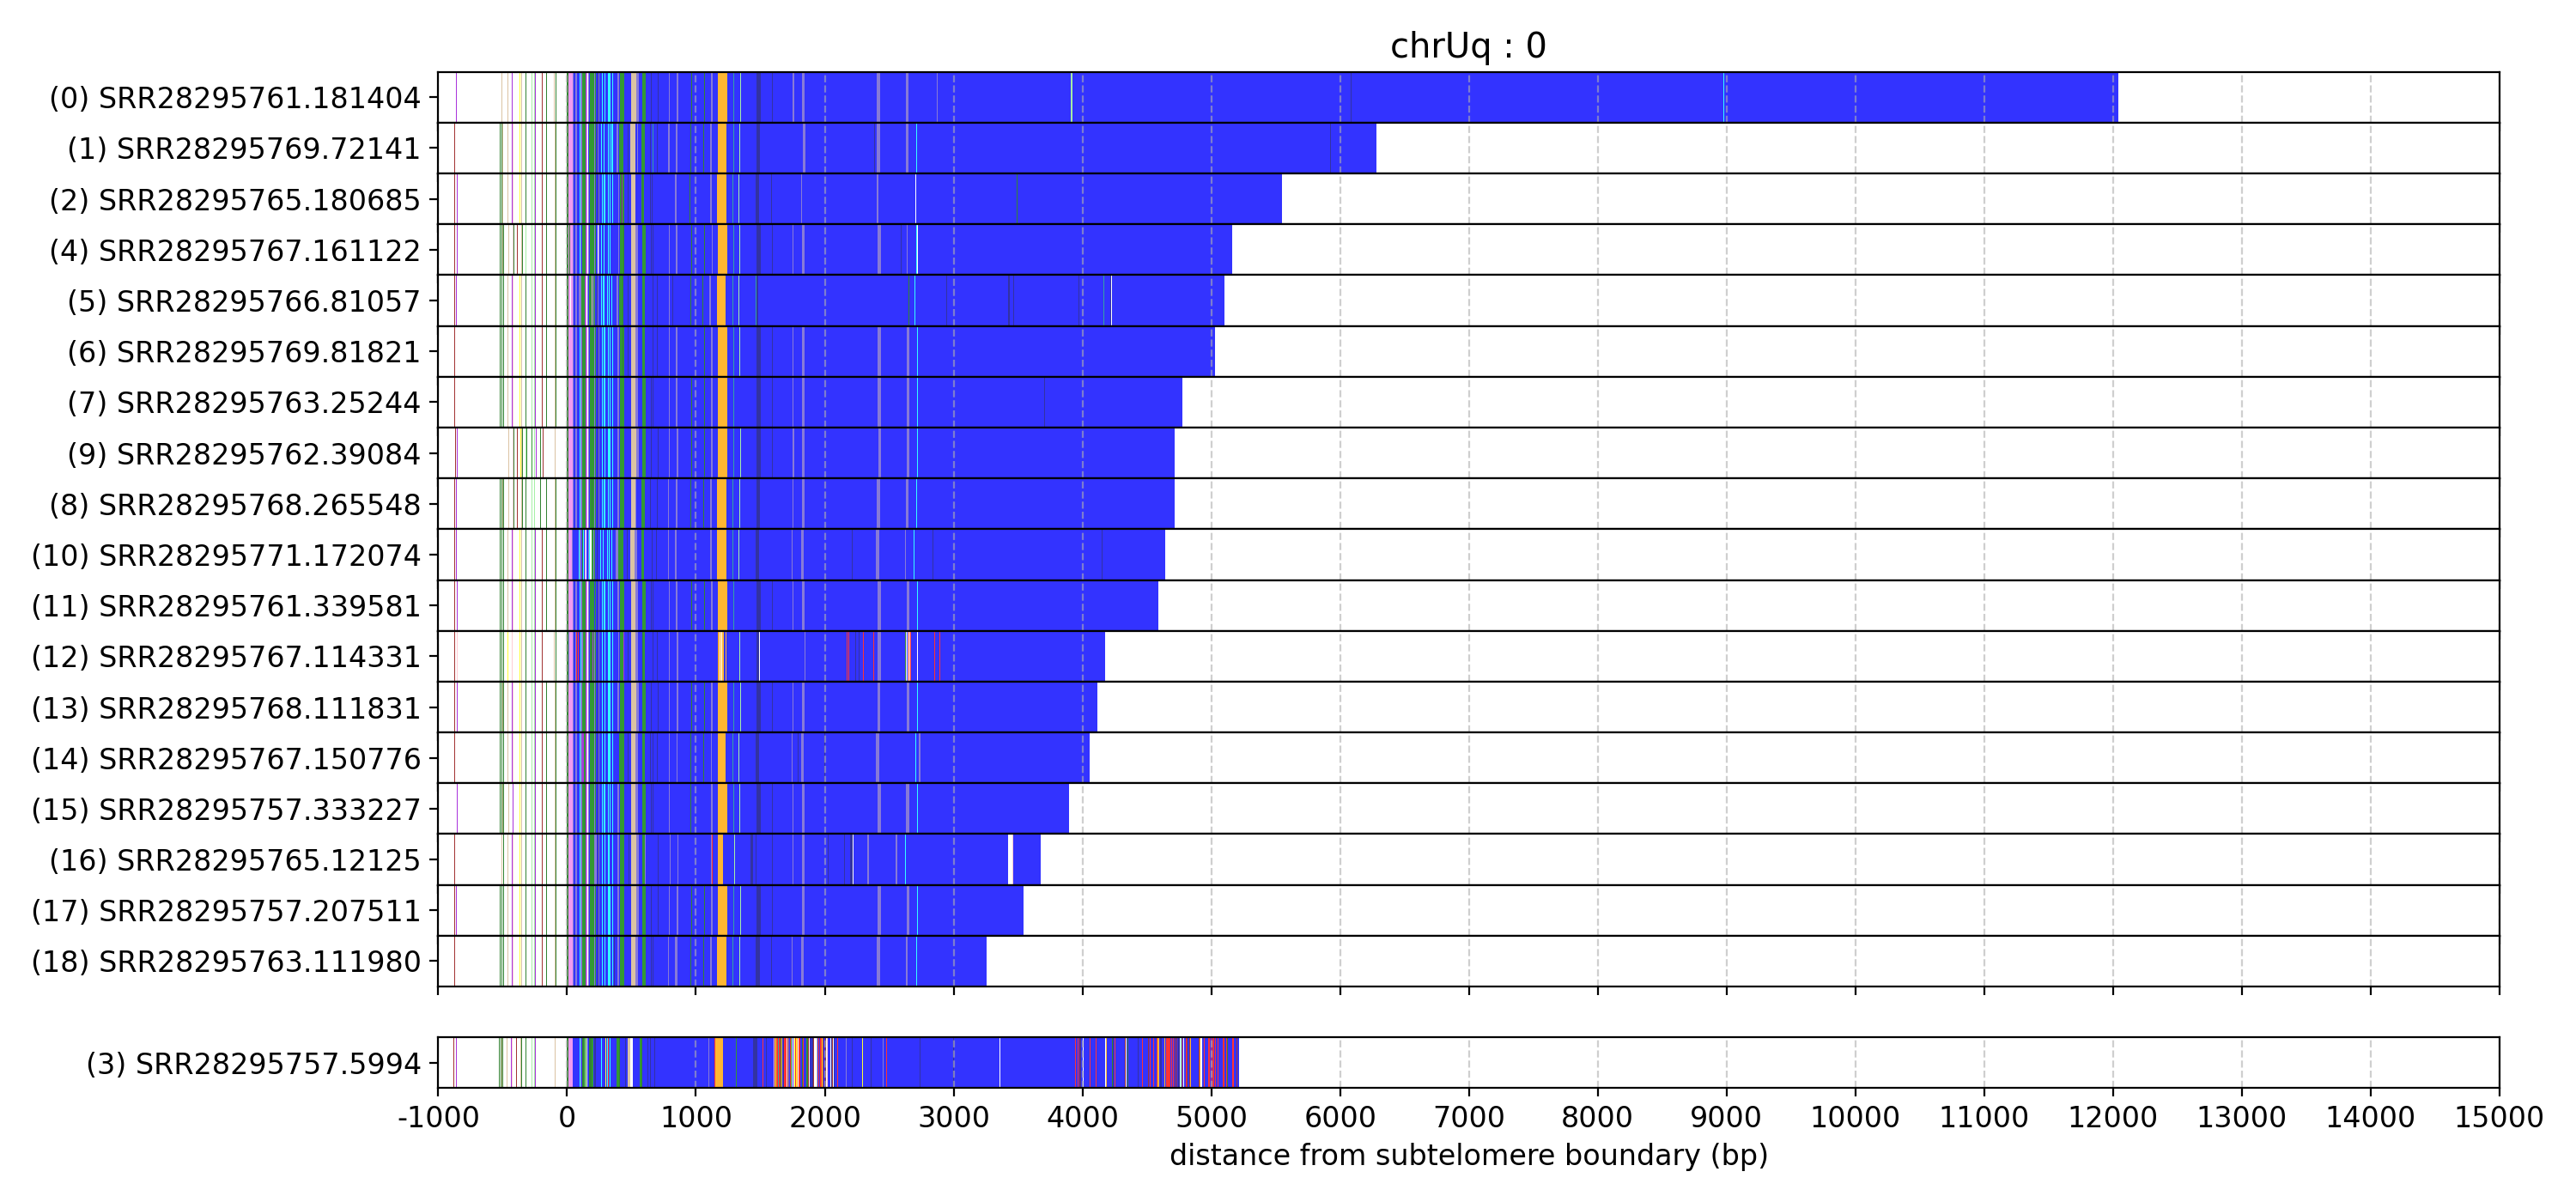 chrUq : 0
(0) SRR28295761.181404
(1) SRR28295769.72141
(2) SRR28295765.180685
(4) SRR28295767.161122
(5) SRR28295766.81057
(6) SRR28295769.81821
(7) SRR28295763.25244
(9) SRR28295762.39084
(8) SRR28295768.265548
(10) SRR28295771.172074
(11) SRR28295761.339581
(12) SRR28295767.114331
(13) SRR28295768.111831
(14) SRR28295767.150776
(15) SRR28295757.333227
(16) SRR28295765.12125
(17) SRR28295757.207511
(18) SRR28295763.111980
(3) SRR28295757.5994
-1000 0 1000 2000 3000 4000 5000 6000 7000 8000 9000 10000 11000 12000 13000 14000 15000
distance from subtelomere boundary (bp)